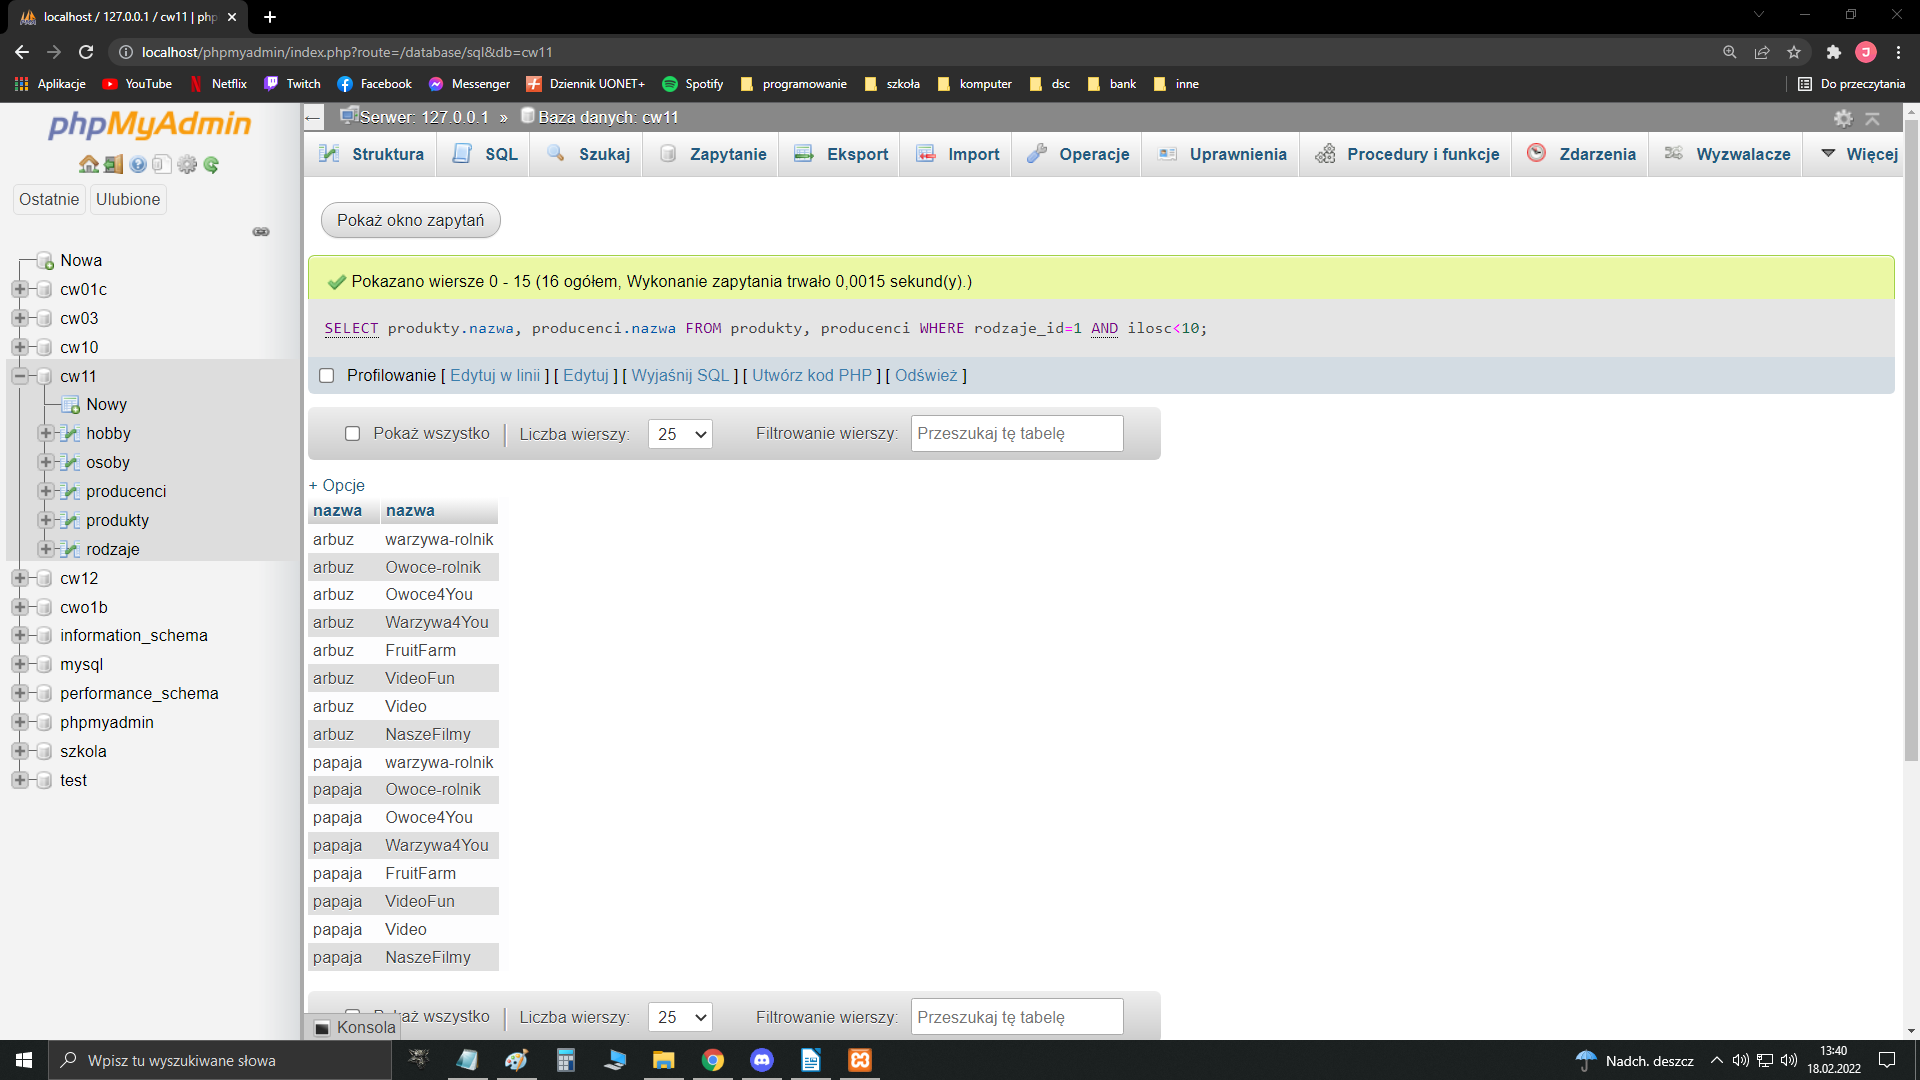 localhost / 127.0.0.1 / cw11 | php
localhost/phpmyadmin/index.php?route=/database/sql&db=cw11
J
Aplikacje YouTube Netflix Twitch Facebook Messenger Dziennik UONET+ Spotify programowanie szkoła komputer dsc bank inne Do przeczytania
phpMyAdmin
Ostatnie Ulubione
Nowa
cw01c
cw03
cw10
cw11
Nowy
hobby
osoby
producenci
produkty
rodzaje
cw12
cwo1b
information_schema
mysql
performance_schema
phpmyadmin
szkola
test
Serwer: 127.0.0.1 » Baza danych: cw11
Struktura SQL Szukaj Zapytanie Eksport Import Operacje Uprawnienia Procedury i funkcje Zdarzenia Wyzwalacze Więcej
Pokaż okno zapytań
Pokazano wiersze 0 - 15 (16 ogółem, Wykonanie zapytania trwało 0,0015 sekund(y).)
SELECT produkty.nazwa, producenci.nazwa FROM produkty, producenci WHERE rodzaje_id=1 AND ilosc<10;
Profilowanie [ Edytuj w linii ] [ Edytuj ] [ Wyjaśnij SQL ] [ Utwórz kod PHP ] [ Odśwież ]
Pokaż wszystko | Liczba wierszy: 25 Filtrowanie wierszy: Przeszukaj tę tabelę
+ Opcje
nazwa nazwa
arbuz warzywa-rolnik
arbuz Owoce-rolnik
arbuz Owoce4You
arbuz Warzywa4You
arbuz FruitFarm
arbuz VideoFun
arbuz Video
arbuz NaszeFilmy
papaja warzywa-rolnik
papaja Owoce-rolnik
papaja Owoce4You
papaja Warzywa4You
papaja FruitFarm
papaja VideoFun
papaja Video
papaja NaszeFilmy
Pokaż wszystko | Liczba wierszy: 25 Filtrowanie wierszy: Przeszukaj tę tabelę
Konsola
Wpisz tu wyszukiwane słowa
Nadch. deszcz
13:40
18.02.2022